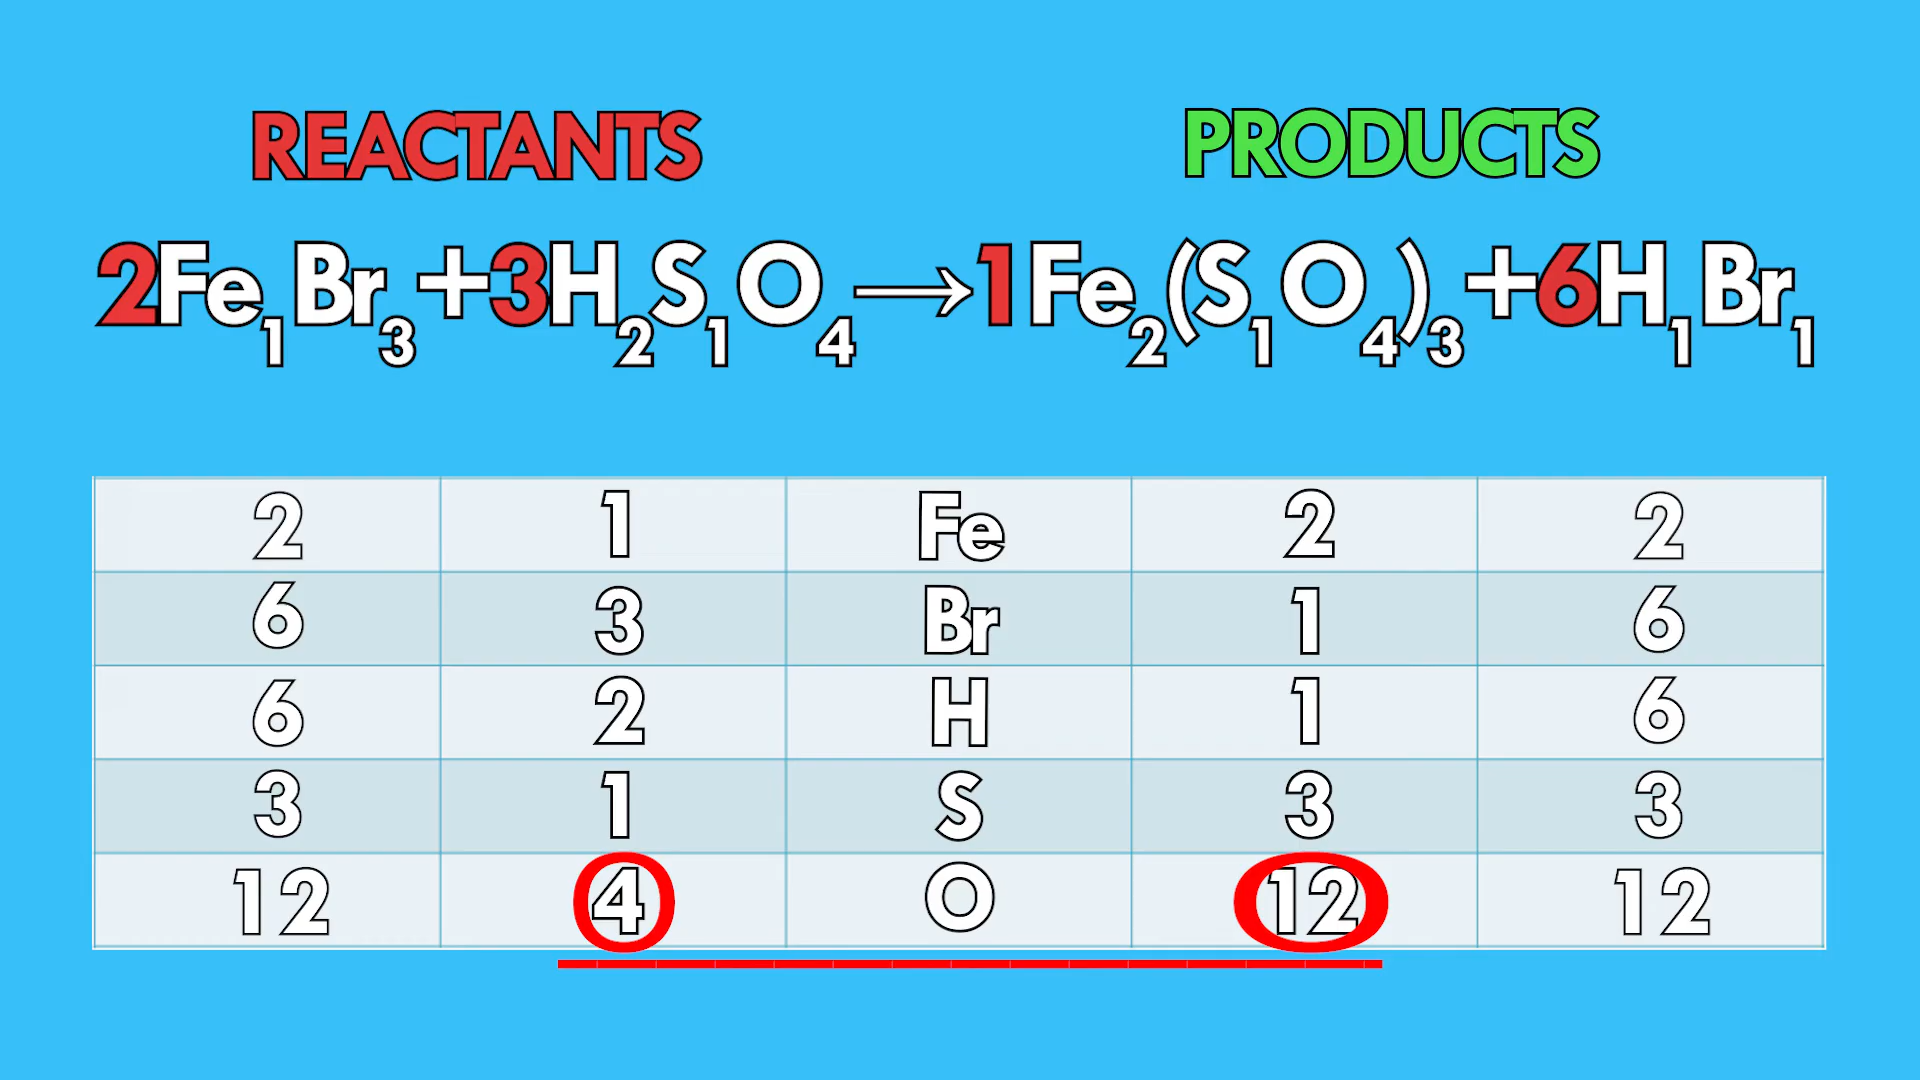 REACTANTS PRODUCTS
2Fe₁Br₃+3H₂S₁O₄→1Fe₂(S₁O₄)₃+6H₁Br₁
2 1 Fe 2 2
6 3 Br 1 6
6 2 H 1 6
3 1 S 3 3
12 4 O 12 12